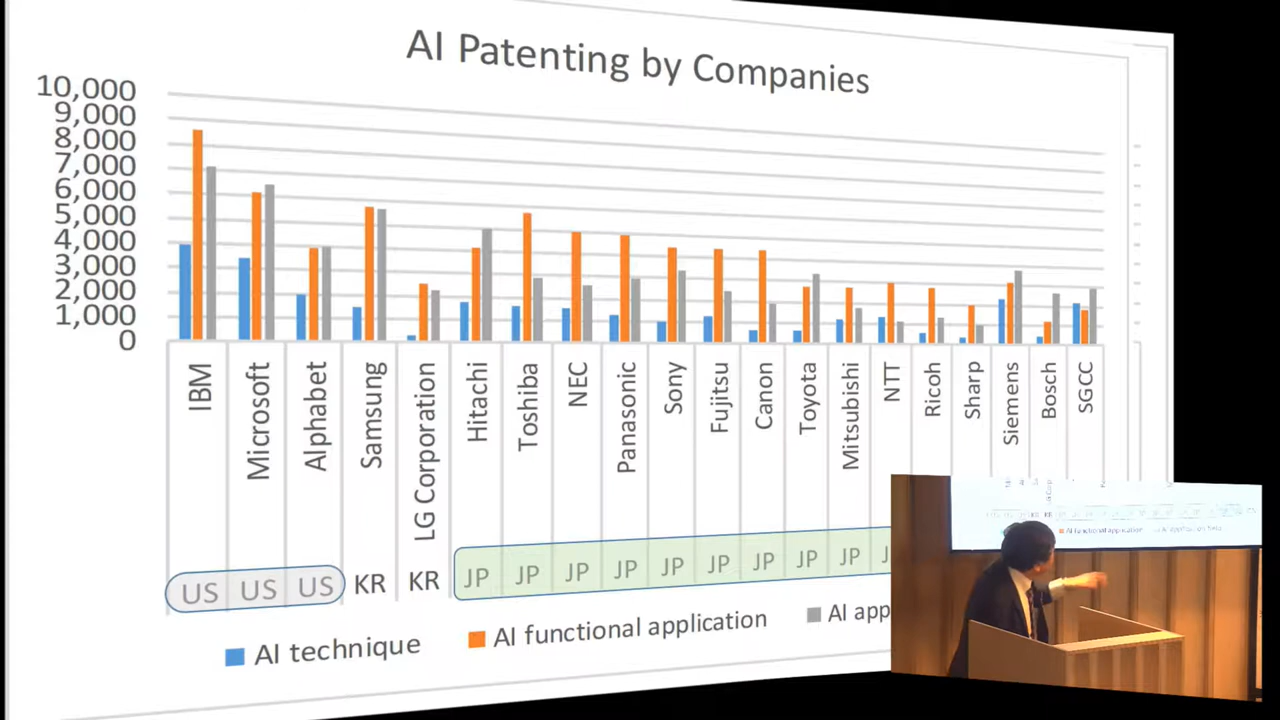 AI Patenting by Companies
10,000
9,000
8,000
7,000
6,000
5,000
4,000
3,000
2,000
1,000
0
IBM
Microsoft
Alphabet
Samsung
LG Corporation
Hitachi
Toshiba
NEC
Panasonic
Sony
Fujitsu
Canon
Toyota
Mitsubishi
NTT
Ricoh
Sharp
Siemens
Bosch
SGCC
US US US KR KR JP JP JP JP JP JP JP JP JP
AI technique AI functional application AI app
AI functional application